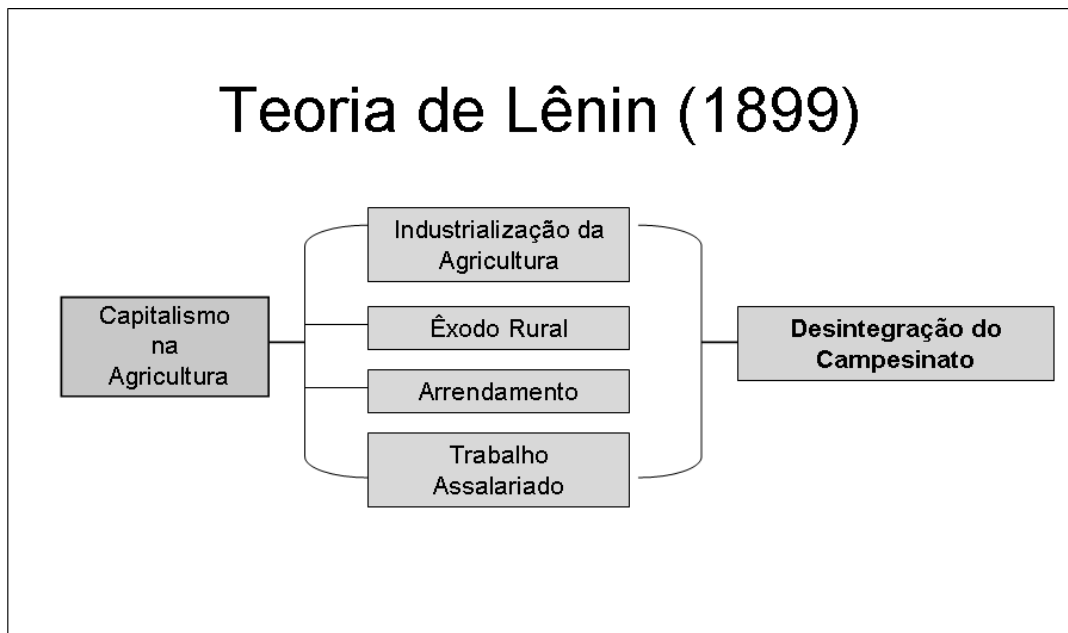 Teoria de Lênin (1899)
Capitalismo
na
Agricultura
Industrialização da
Agricultura
Êxodo Rural
Arrendamento
Trabalho
Assalariado
Desintegração do
Campesinato